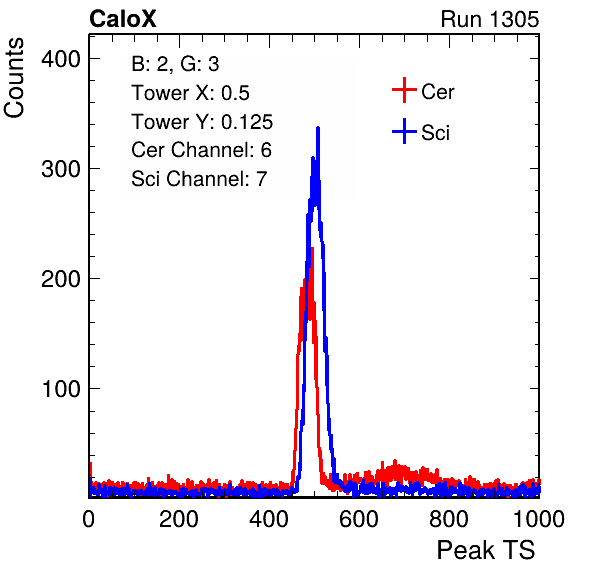 CaloX Run 1305
Counts
400
300
200
100
B: 2, G: 3
Tower X: 0.5
Tower Y: 0.125
Cer Channel: 6
Sci Channel: 7
Cer
Sci
0 200 400 600 800 1000
Peak TS